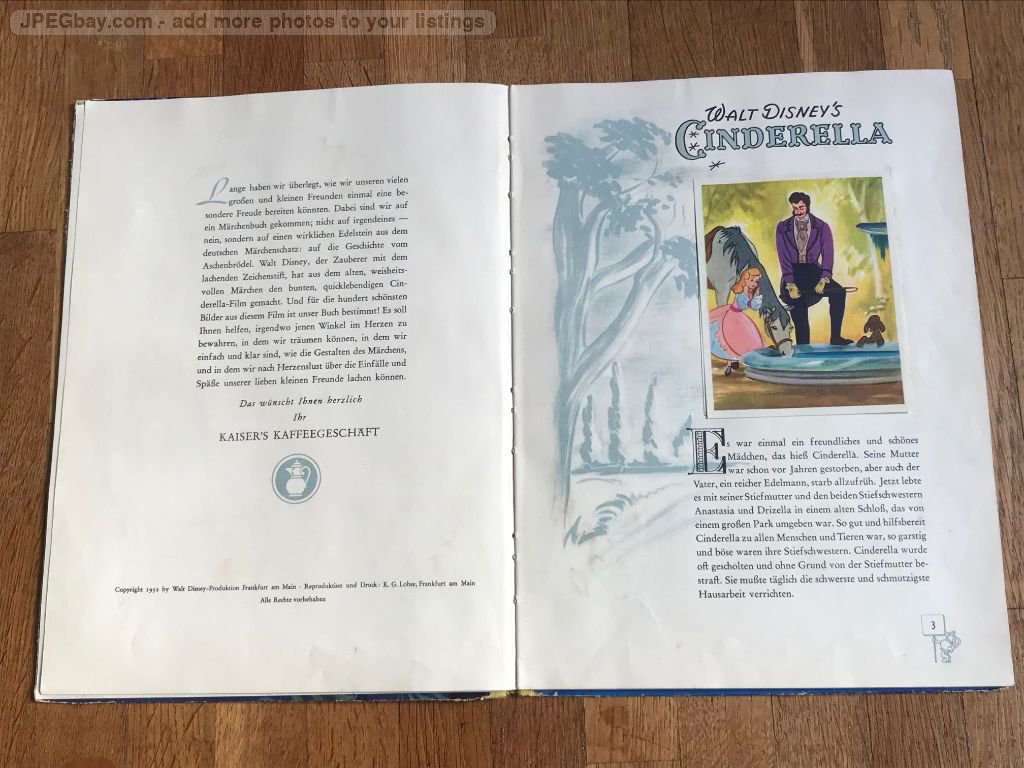 JPEGbay.com - add more photos to your listings
Lange haben wir überlegt, wie wir unseren vielen
großen und kleinen Freunden einmal eine be-
sondere Freude bereiten könnten. Dabei sind wir auf
ein Märchenbuch gekommen; nicht auf irgendeines —
nein, sondern auf einen wirklichen Edelstein aus dem
deutschen Märchenschatz: auf die Geschichte vom
Aschenbrödel. Walt Disney, der Zauberer mit dem
lachenden Zeichenstift, hat aus dem alten, weisheits-
vollen Märchen den bunten, quicklebendigen Cin-
derella-Film gemacht. Und für die hundert schönsten
Bilder aus diesem Film ist unser Buch bestimmt! Es soll
Ihnen helfen, irgendwo jenen Winkel im Herzen zu
bewahren, in dem wir träumen können, in dem wir
einfach und klar sind, wie die Gestalten des Märchens,
und in dem wir nach Herzenslust über die Einfälle und
Späße unserer lieben kleinen Freunde lachen können.
Das wünscht Ihnen herzlich
Ihr
KAISER'S KAFFEEGESCHÄFT
Copyright 1952 by Walt Disney-Produktion Frankfurt am Main · Reproduktion und Druck: K. G. Lohse, Frankfurt am Main
Alle Rechte vorbehalten
WALT DISNEY'S
CINDERELLA
Es war einmal ein freundliches und schönes
Mädchen, das hieß Cinderella. Seine Mutter
war schon vor Jahren gestorben, aber auch der
Vater, ein reicher Edelmann, starb allzufrüh. Jetzt lebte
es mit seiner Stiefmutter und den beiden Stiefschwestern
Anastasia und Drizella in einem alten Schloß, das von
einem großen Park umgeben war. So gut und hilfsbereit
Cinderella zu allen Menschen und Tieren war, so garstig
und böse waren ihre Stiefschwestern. Cinderella wurde
oft gescholten und ohne Grund von der Stiefmutter be-
straft. Sie mußte täglich die schwerste und schmutzigste
Hausarbeit verrichten.
3